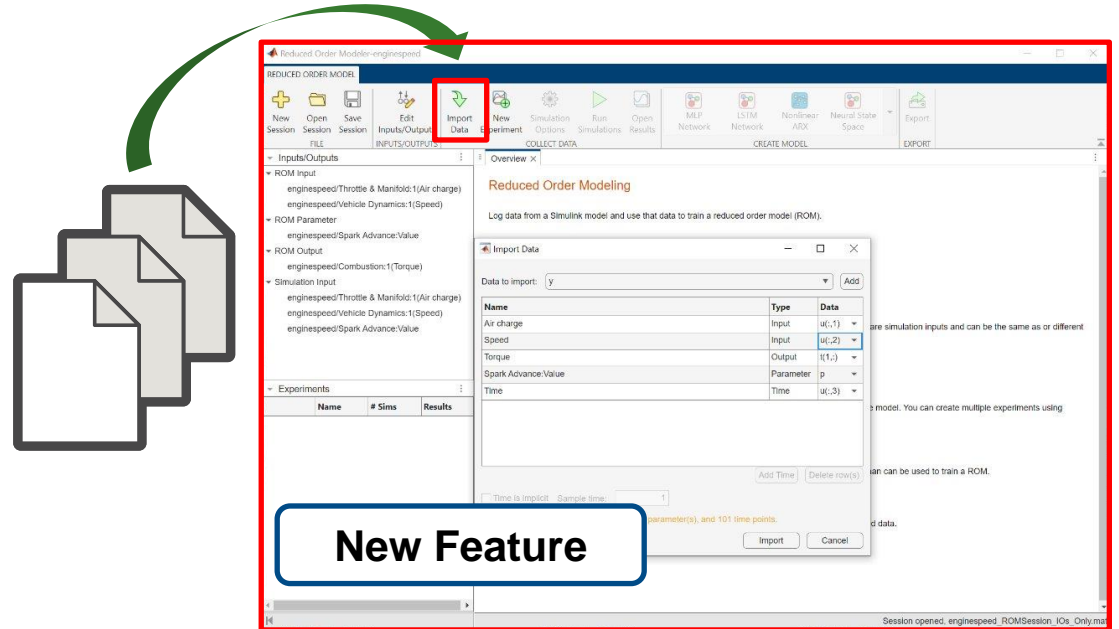 Reduced Order Modeler-enginespeed
REDUCED ORDER MODEL
New Session
Open Session
Save Session
Edit Inputs/Outputs
Import Data
New Experiment
Simulation Options
Run Simulations
Open Results
MLP Network
LSTM Network
Nonlinear ARX
Neural State Space
Export
FILE
INPUTS/OUTPUTS
COLLECT DATA
CREATE MODEL
EXPORT
Inputs/Outputs
ROM Input
enginespeed/Throttle & Manifold:1(Air charge)
enginespeed/Vehicle Dynamics:1(Speed)
ROM Parameter
enginespeed/Spark Advance:Value
ROM Output
enginespeed/Combustion:1(Torque)
Simulation Input
enginespeed/Throttle & Manifold:1(Air charge)
enginespeed/Vehicle Dynamics:1(Speed)
enginespeed/Spark Advance:Value
Experiments
Name # Sims Results
Overview ×
Reduced Order Modeling
Log data from a Simulink model and use that data to train a reduced order model (ROM).
Import Data
Data to import: y Add
Name Type Data
Air charge Input u(:,1)
Speed Input u(:,2)
Torque Output t(1,:)
Spark Advance:Value Parameter p
Time Time u(:,3)
Add Time Delete row(s)
Time is implicit Sample time: 1
parameter(s), and 101 time points.
Import Cancel
are simulation inputs and can be the same as or different
e model. You can create multiple experiments using
an can be used to train a ROM.
d data.
New Feature
Session opened, enginespeed_ROMSession_IOs_Only.mat